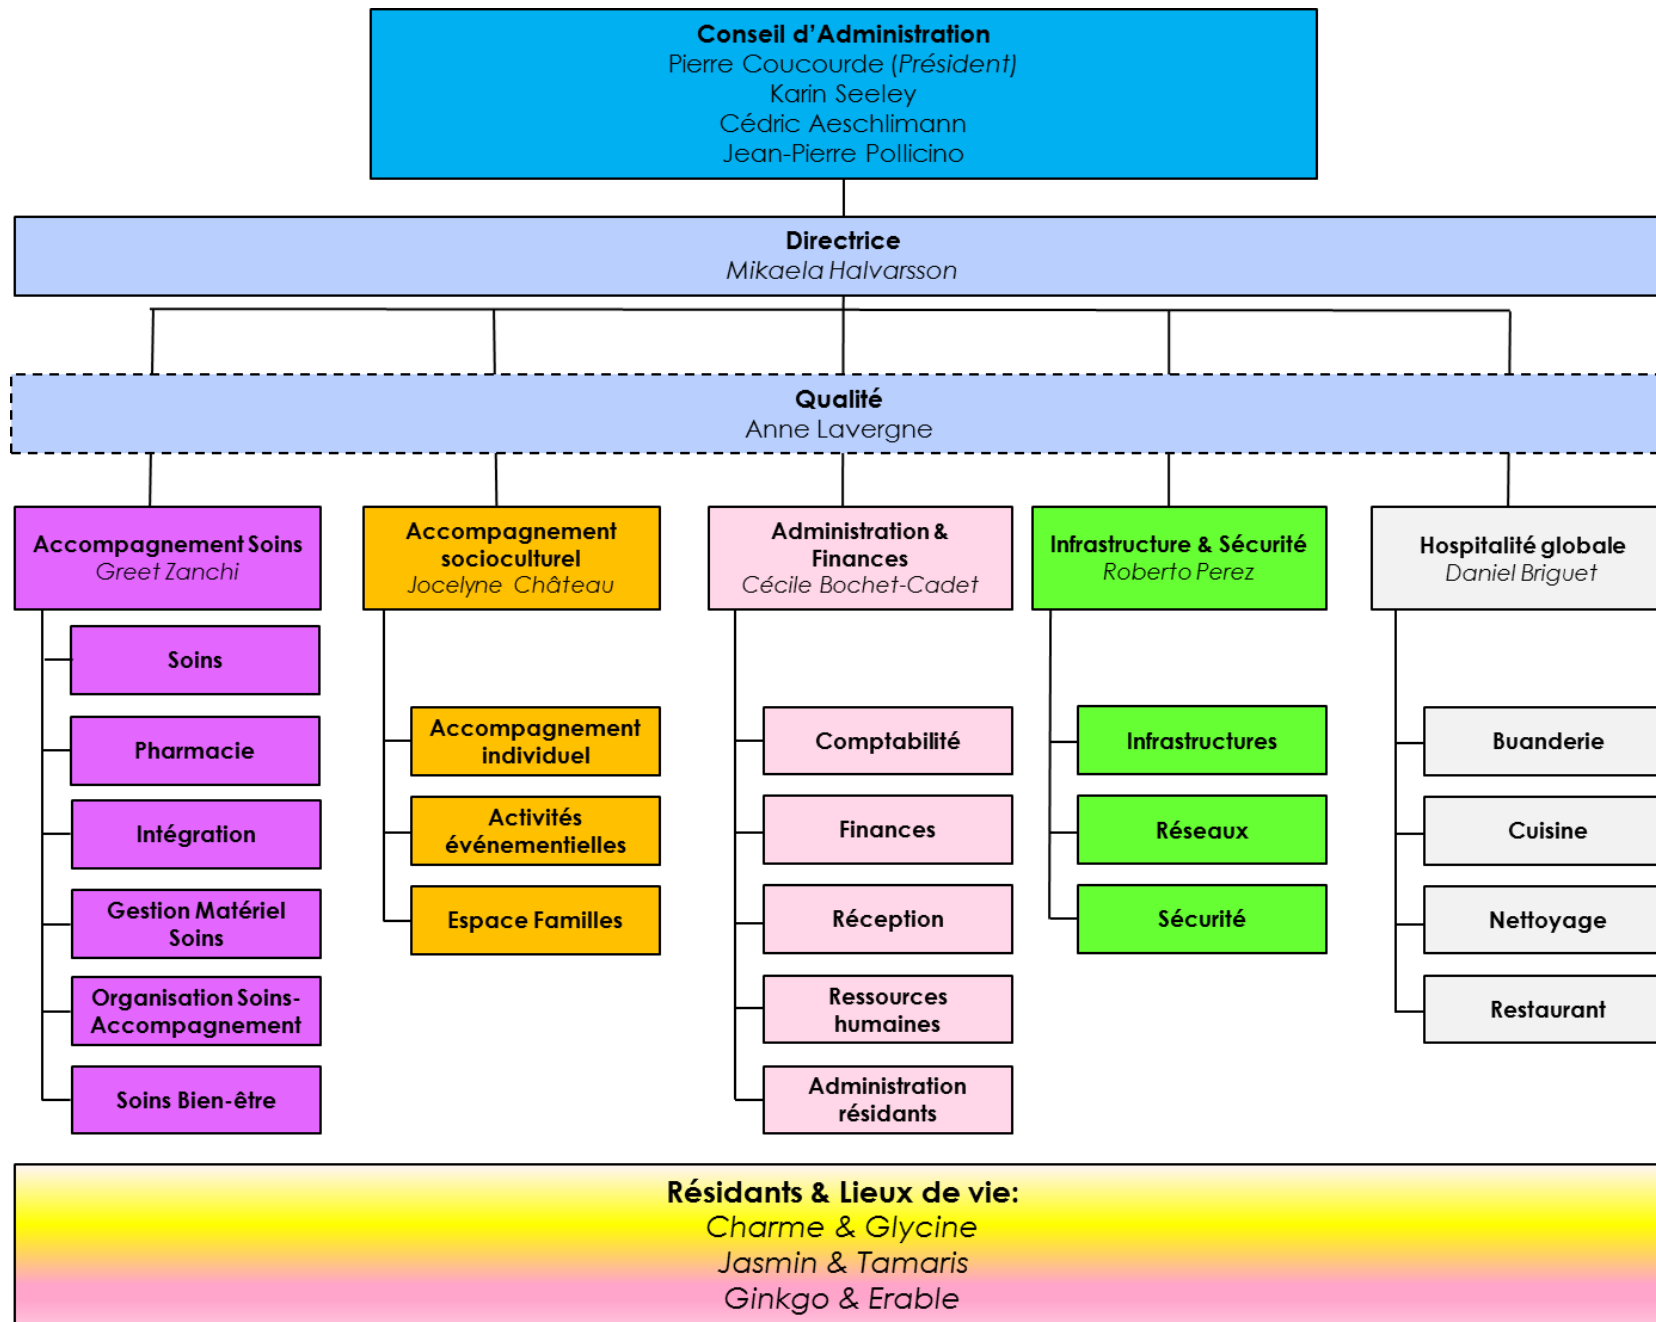 Conseil d’Administration
Pierre Coucourde (Président)
Karin Seeley
Cédric Aeschlimann
Jean-Pierre Pollicino
Directrice
Mikaela Halvarsson
Qualité
Anne Lavergne
Accompagnement Soins
Greet Zanchi
Soins
Pharmacie
Intégration
Gestion Matériel
Soins
Organisation Soins-
Accompagnement
Soins Bien-être
Accompagnement
socioculturel
Jocelyne Château
Accompagnement
individuel
Activités
événementielles
Espace Familles
Administration &
Finances
Cécile Bochet-Cadet
Comptabilité
Finances
Réception
Ressources
humaines
Administration
résidants
Infrastructure & Sécurité
Roberto Perez
Infrastructures
Réseaux
Sécurité
Hospitalité globale
Daniel Briguet
Buanderie
Cuisine
Nettoyage
Restaurant
Résidants & Lieux de vie:
Charme & Glycine
Jasmin & Tamaris
Ginkgo & Erable